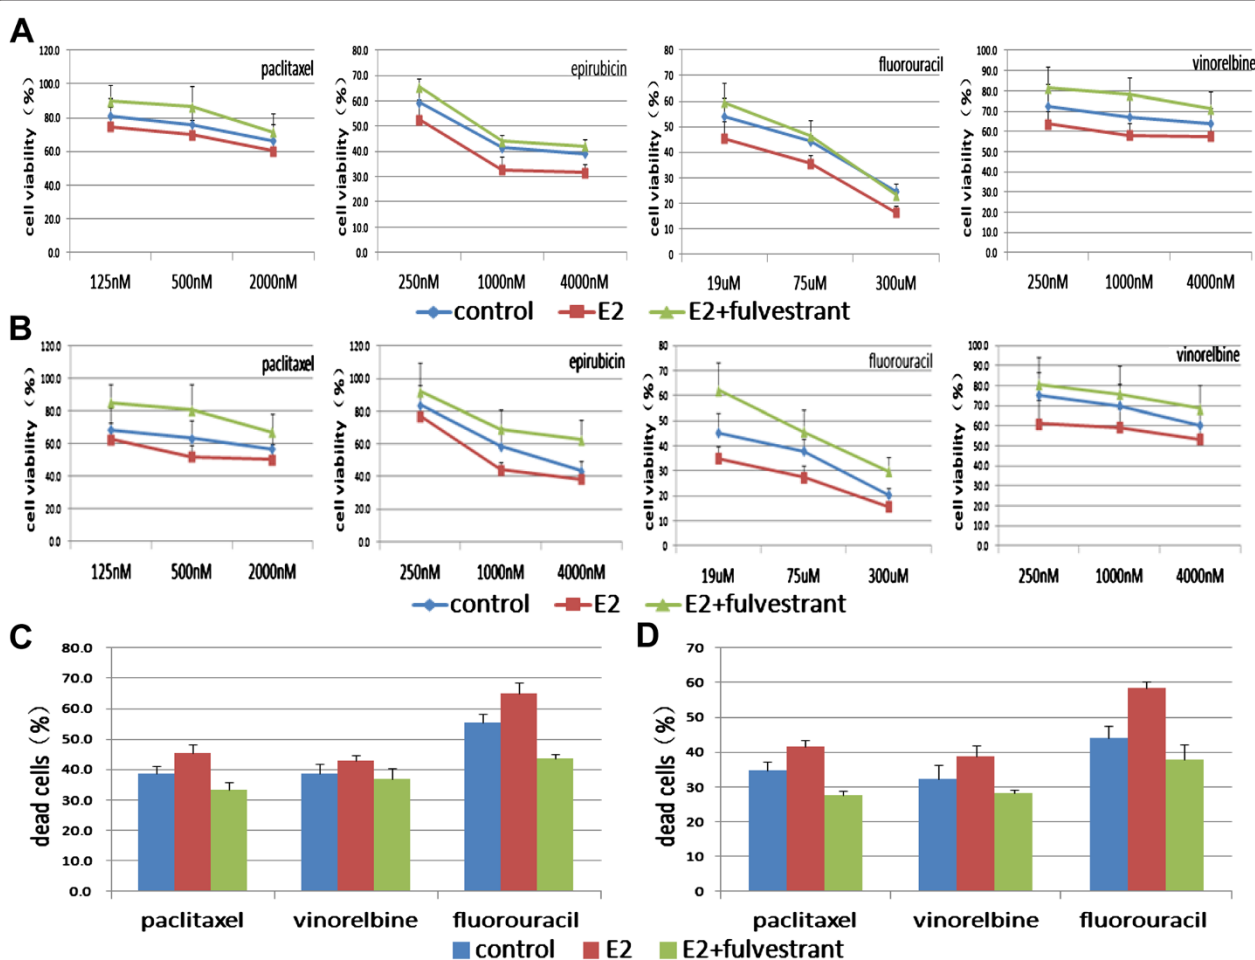 A
paclitaxel
cell viability (%)
120.0
100.0
80.0
60.0
40.0
20.0
0.0
125nM 500nM 2000nM
epirubicin
cell viability (%)
80.0
70.0
60.0
50.0
40.0
30.0
20.0
10.0
0.0
250nM 1000nM 4000nM
fluorouracil
cell viability (%)
80
70
60
50
40
30
20
10
0
19uM 75uM 300uM
vinorelbine
cell viability (%)
100.0
90.0
80.0
70.0
60.0
50.0
40.0
30.0
20.0
10.0
0.0
250nM 1000nM 4000nM
control E2 E2+fulvestrant
B
paclitaxel
cell viability (%)
120.0
100.0
80.0
60.0
40.0
20.0
0.0
125nM 500nM 2000nM
epirubicin
cell viability (%)
120.0
100.0
80.0
60.0
40.0
20.0
0.0
250nM 1000nM 4000nM
fluorouracil
cell viability (%)
80
70
60
50
40
30
20
10
0
19uM 75uM 300uM
vinorelbine
cell viability (%)
100.0
90.0
80.0
70.0
60.0
50.0
40.0
30.0
20.0
10.0
0.0
250nM 1000nM 4000nM
control E2 E2+fulvestrant
C
dead cells (%)
80.0
70.0
60.0
50.0
40.0
30.0
20.0
10.0
0.0
paclitaxel vinorelbine fluorouracil
D
dead cells (%)
70
60
50
40
30
20
10
0
paclitaxel vinorelbine fluorouracil
control E2 E2+fulvestrant